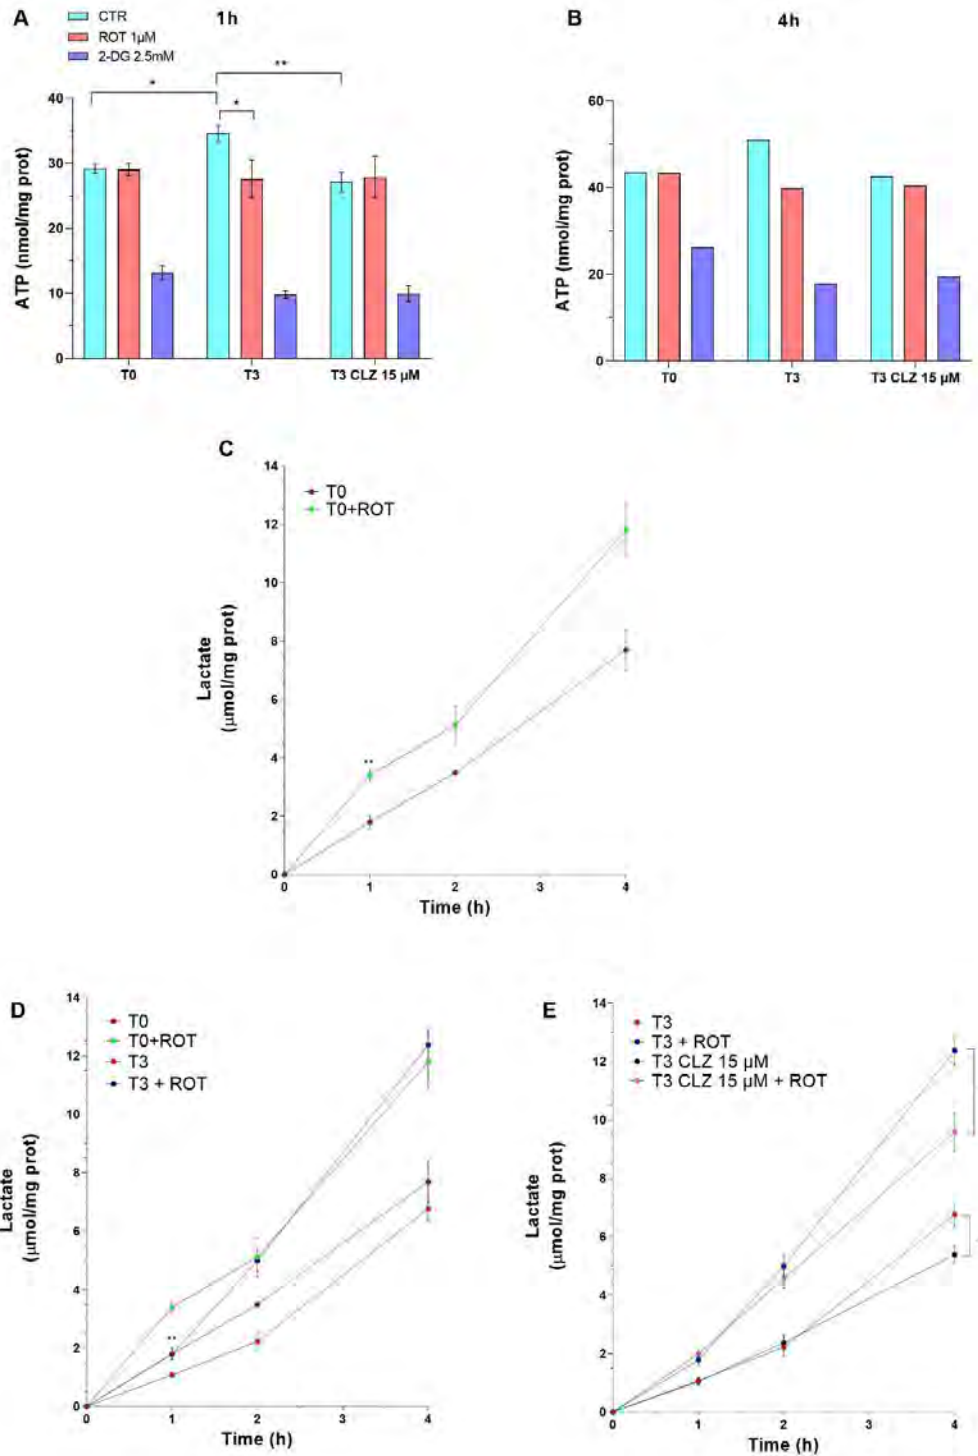 A
CTR
ROT 1µM
2-DG 2.5mM
1h
*
**
*
ATP (nmol/mg prot)
40
30
20
10
0
T0
T3
T3 CLZ 15 µM
B
4h
ATP (nmol/mg prot)
60
40
20
0
T0
T3
T3 CLZ 15 µM
C
T0
T0+ROT
Lactate
(µmol/mg prot)
14
12
10
8
6
4
2
0
**
0 1 2 3 4
Time (h)
D
T0
T0+ROT
T3
T3 + ROT
Lactate
(µmol/mg prot)
14
12
10
8
6
4
2
0
**
0 1 2 3 4
Time (h)
E
T3
T3 + ROT
T3 CLZ 15 µM
T3 CLZ 15 µM + ROT
Lactate
(µmol/mg prot)
14
12
10
8
6
4
2
0
0 1 2 3 4
Time (h)